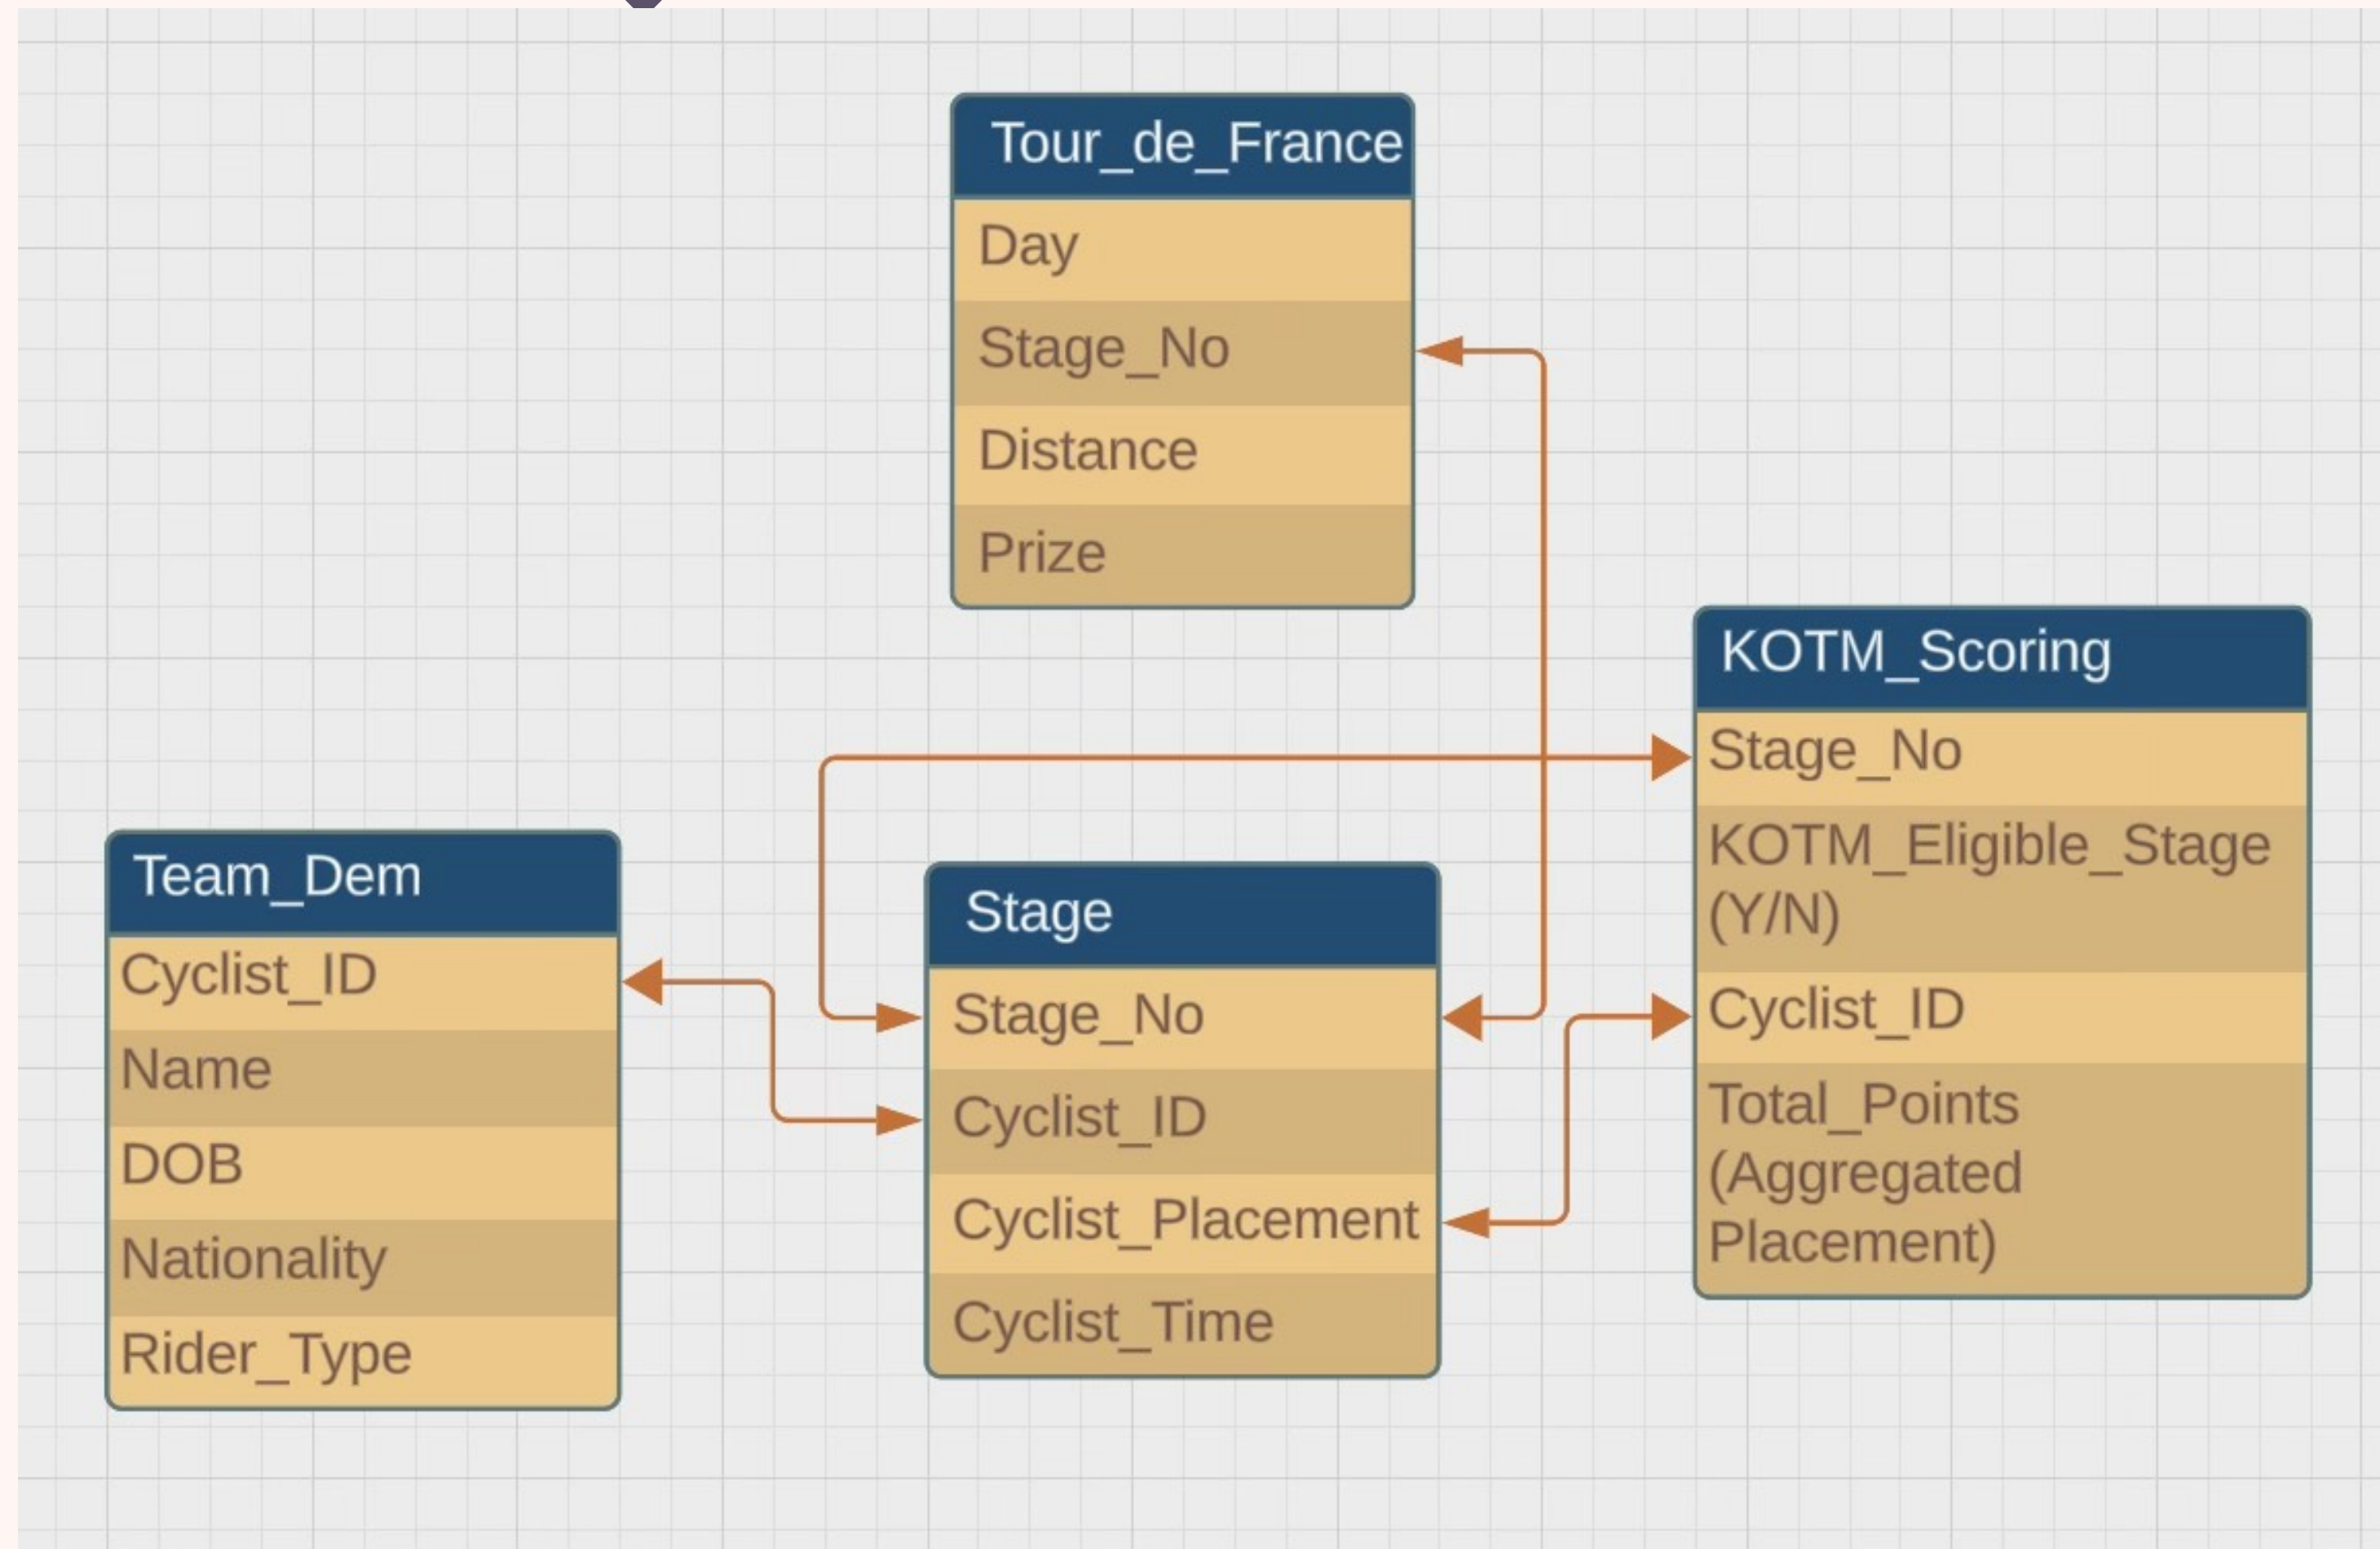 Tour_de_France
Day
Stage_No
Distance
Prize
KOTM_Scoring
Stage_No
KOTM_Eligible_Stage
(Y/N)
Cyclist_ID
Total_Points
(Aggregated
Placement)
Team_Dem
Cyclist_ID
Name
DOB
Nationality
Rider_Type
Stage
Stage_No
Cyclist_ID
Cyclist_Placement
Cyclist_Time